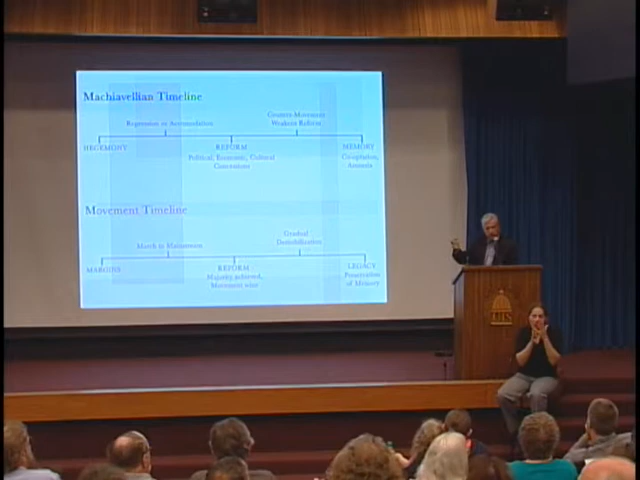 Machiavellian Timeline
Counter-Movement
Repression or Accomodation
Weakens Reform
HEGEMONY
REFORM
MEMORY
Political, Economic, Cultural
Concessions
Cooptation,
Amnesia
Movement Timeline
Gradual
March to Mainstream
Demobilization
MARGINS
REFORM
LEGACY
Majority achieved,
Movement wins
Preservation
of Memory